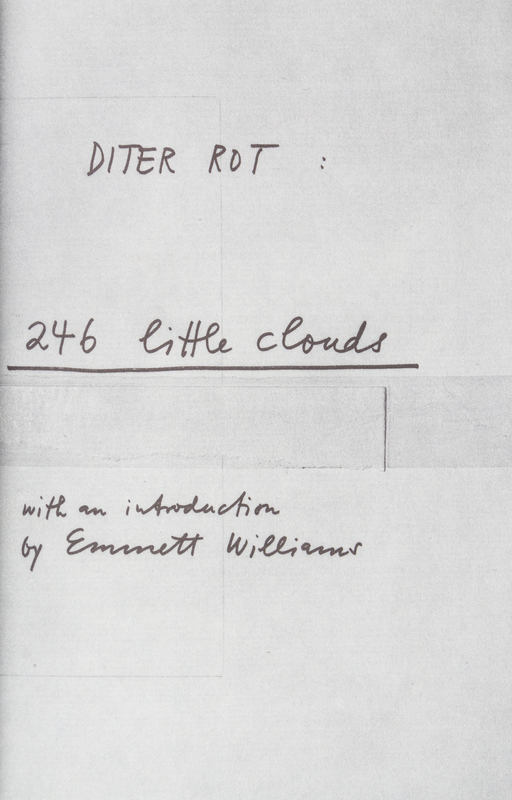 DITER ROT :
246 little clouds
with an introduction
by Emmett Williams